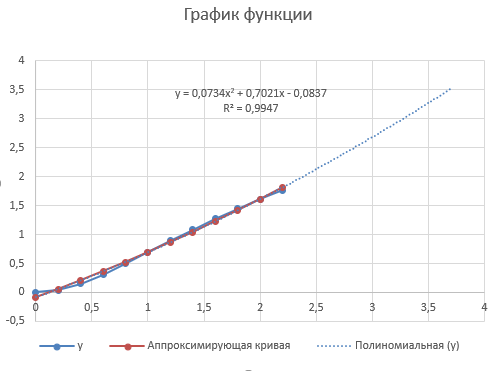 График функции
4
3,5
y = 0,0734x² + 0,7021x - 0,0837
R² = 0,9947
3
2,5
2
1,5
1
0,5
0
-0,5
0 0,5 1 1,5 2 2,5 3 3,5 4
y Аппроксимирующая кривая Полиномиальная (y)